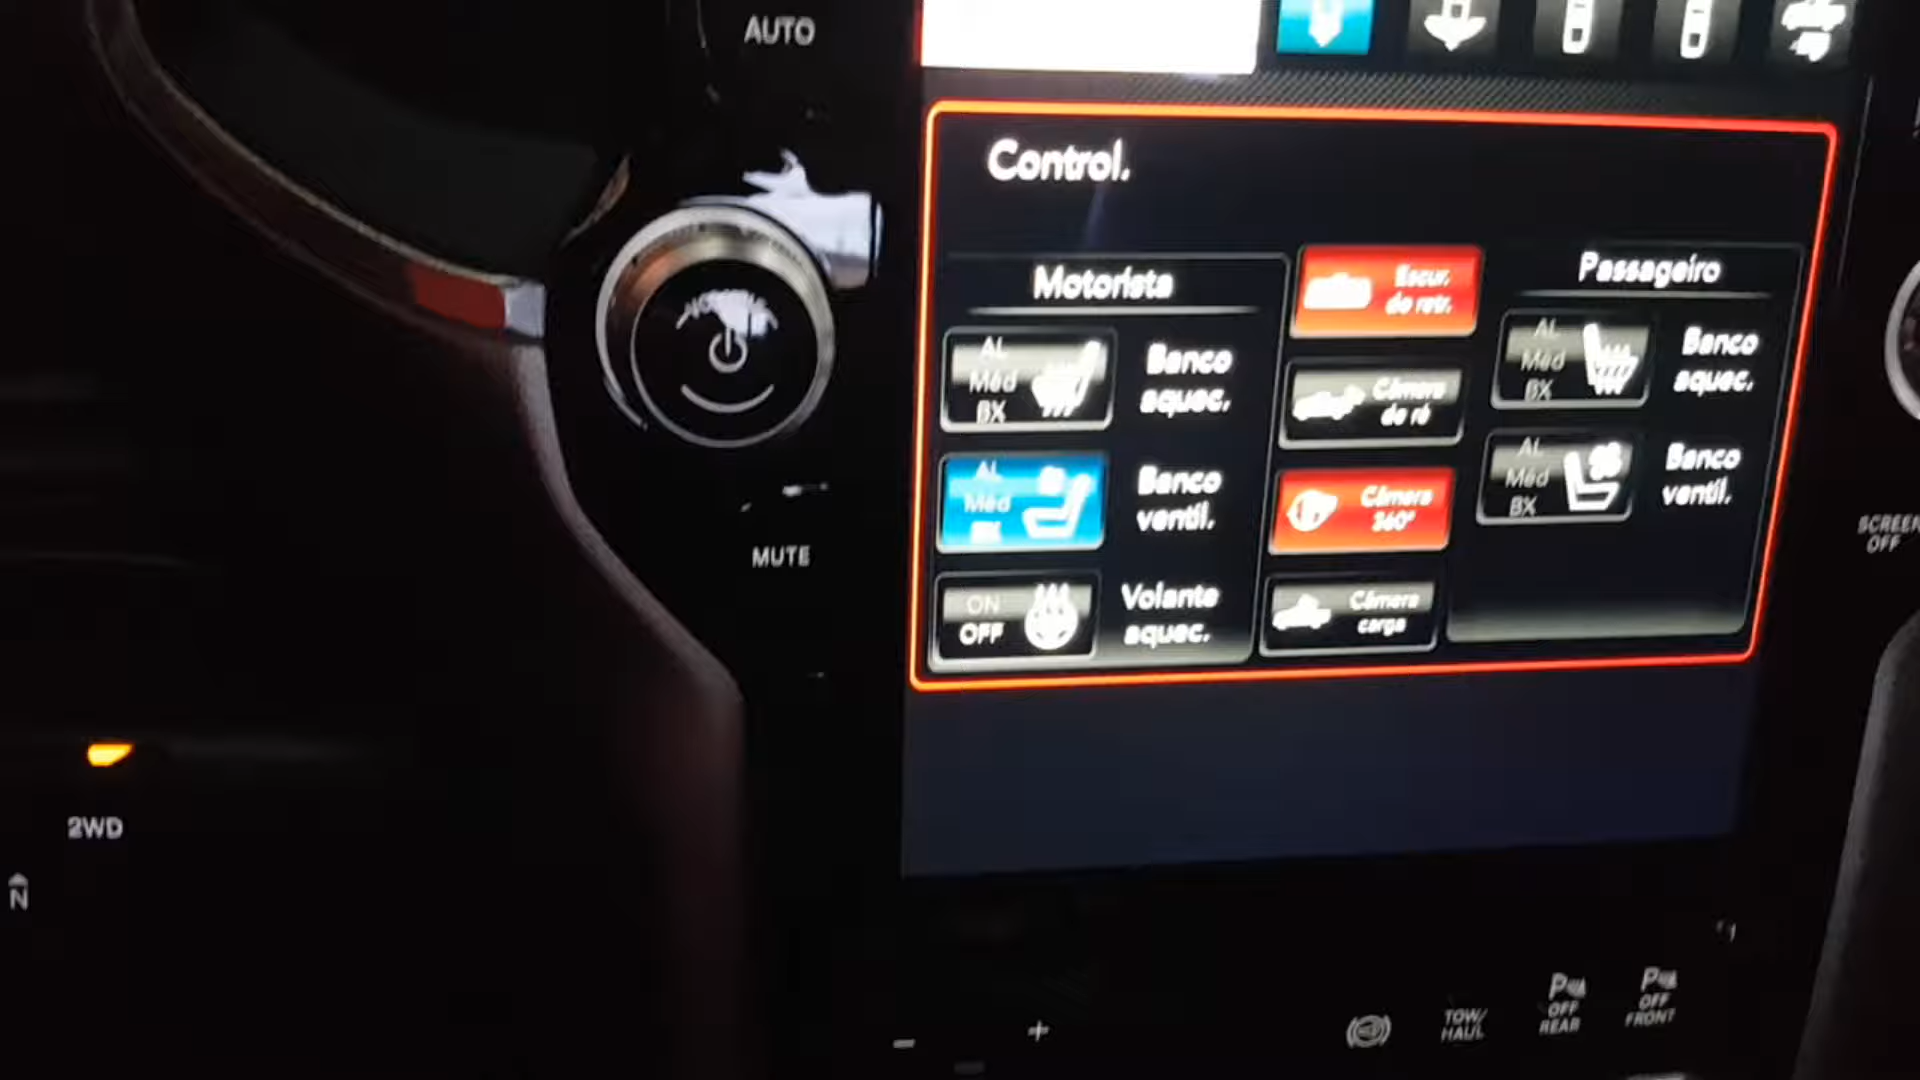 AUTO
Control.
Motorista
Escur.
do retr.
Passageiro
AL
Méd
BX
Banco
aquec.
Câmera
de ré
AL
Méd
BX
Banco
aquec.
AL
Méd
BX
Banco
ventil.
Câmera
360°
AL
Méd
BX
Banco
ventil.
ON
OFF
Volante
aquec.
Câmera
carga
MUTE
SCREEN
OFF
2WD
N
- +
TOW/
HAUL
P
OFF
REAR
P
OFF
FRONT